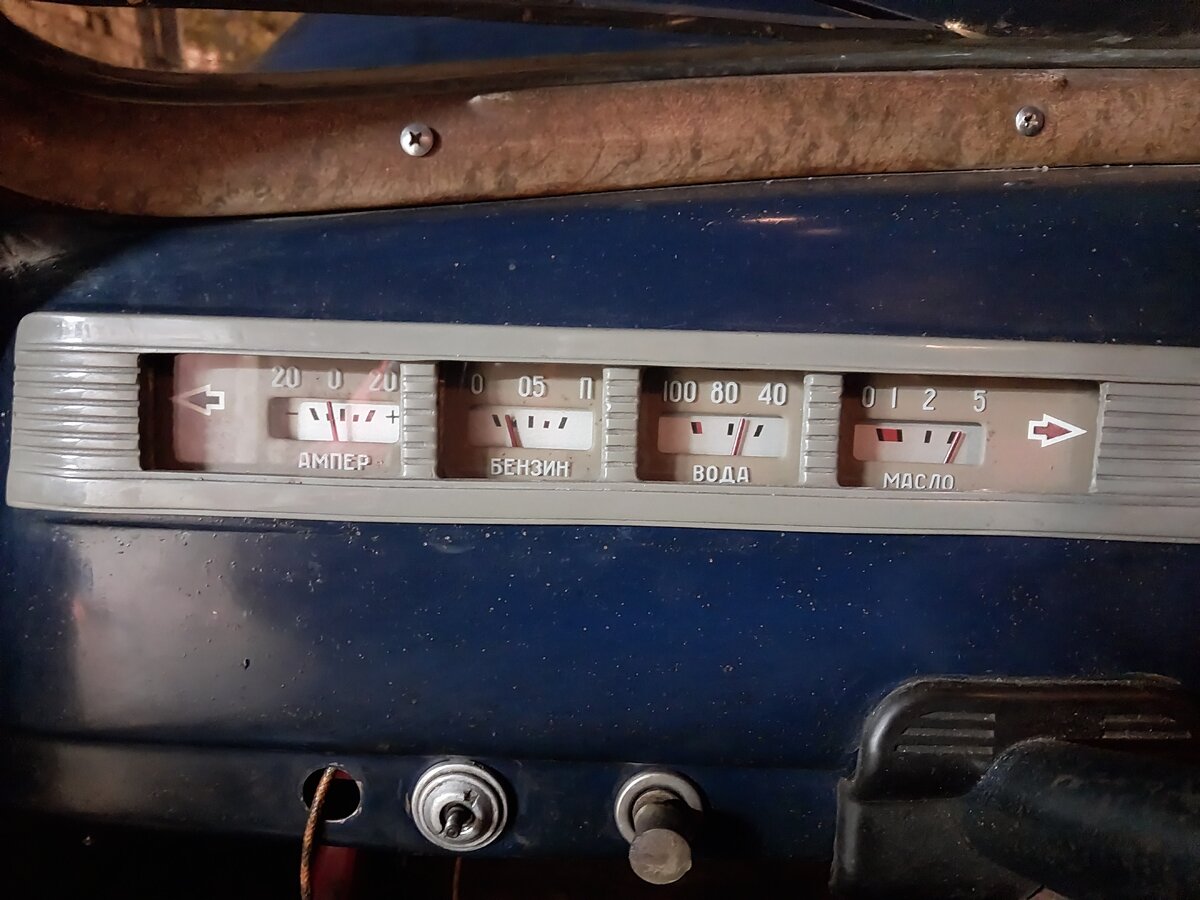 20 0 20
- +
АМПЕР
0 05 П
БЕНЗИН
100 80 40
ВОДА
0 1 2 5
МАСЛО